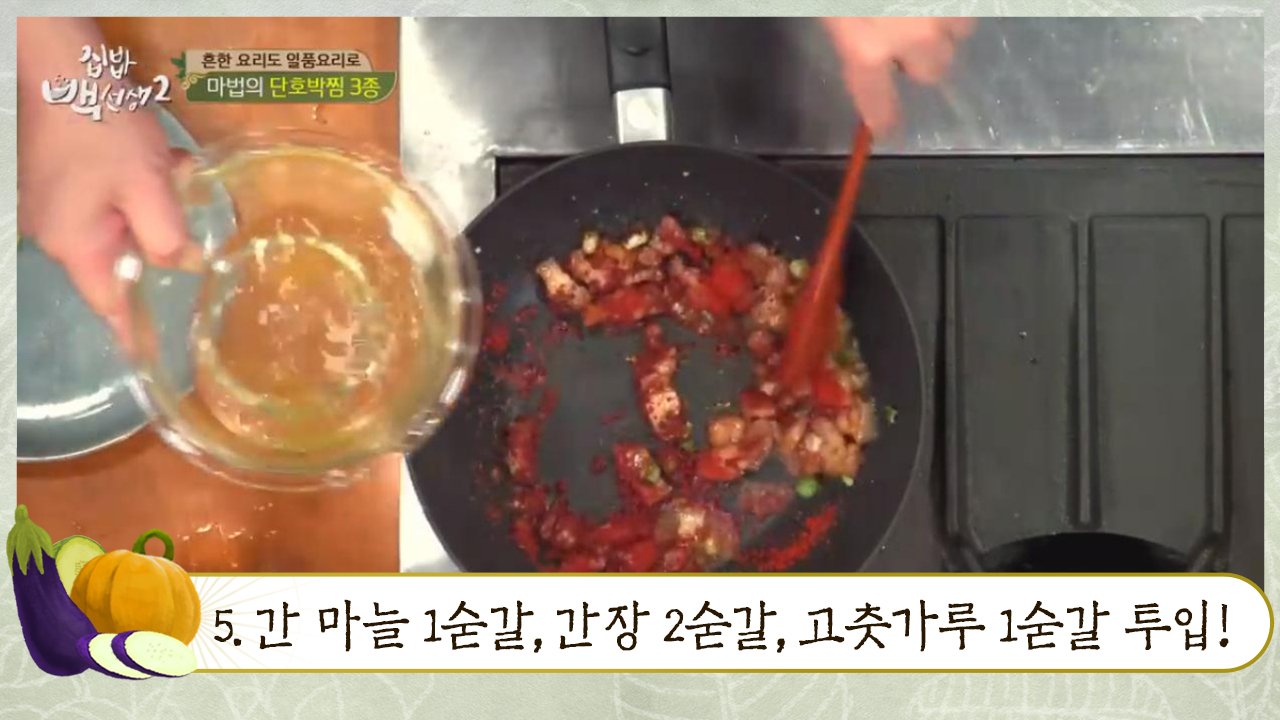 집밥
백선생2
흔한 요리도 일품요리로
마법의 단호박찜 3종
5. 간 마늘 1숟갈, 간장 2숟갈, 고춧가루 1숟갈 투입!